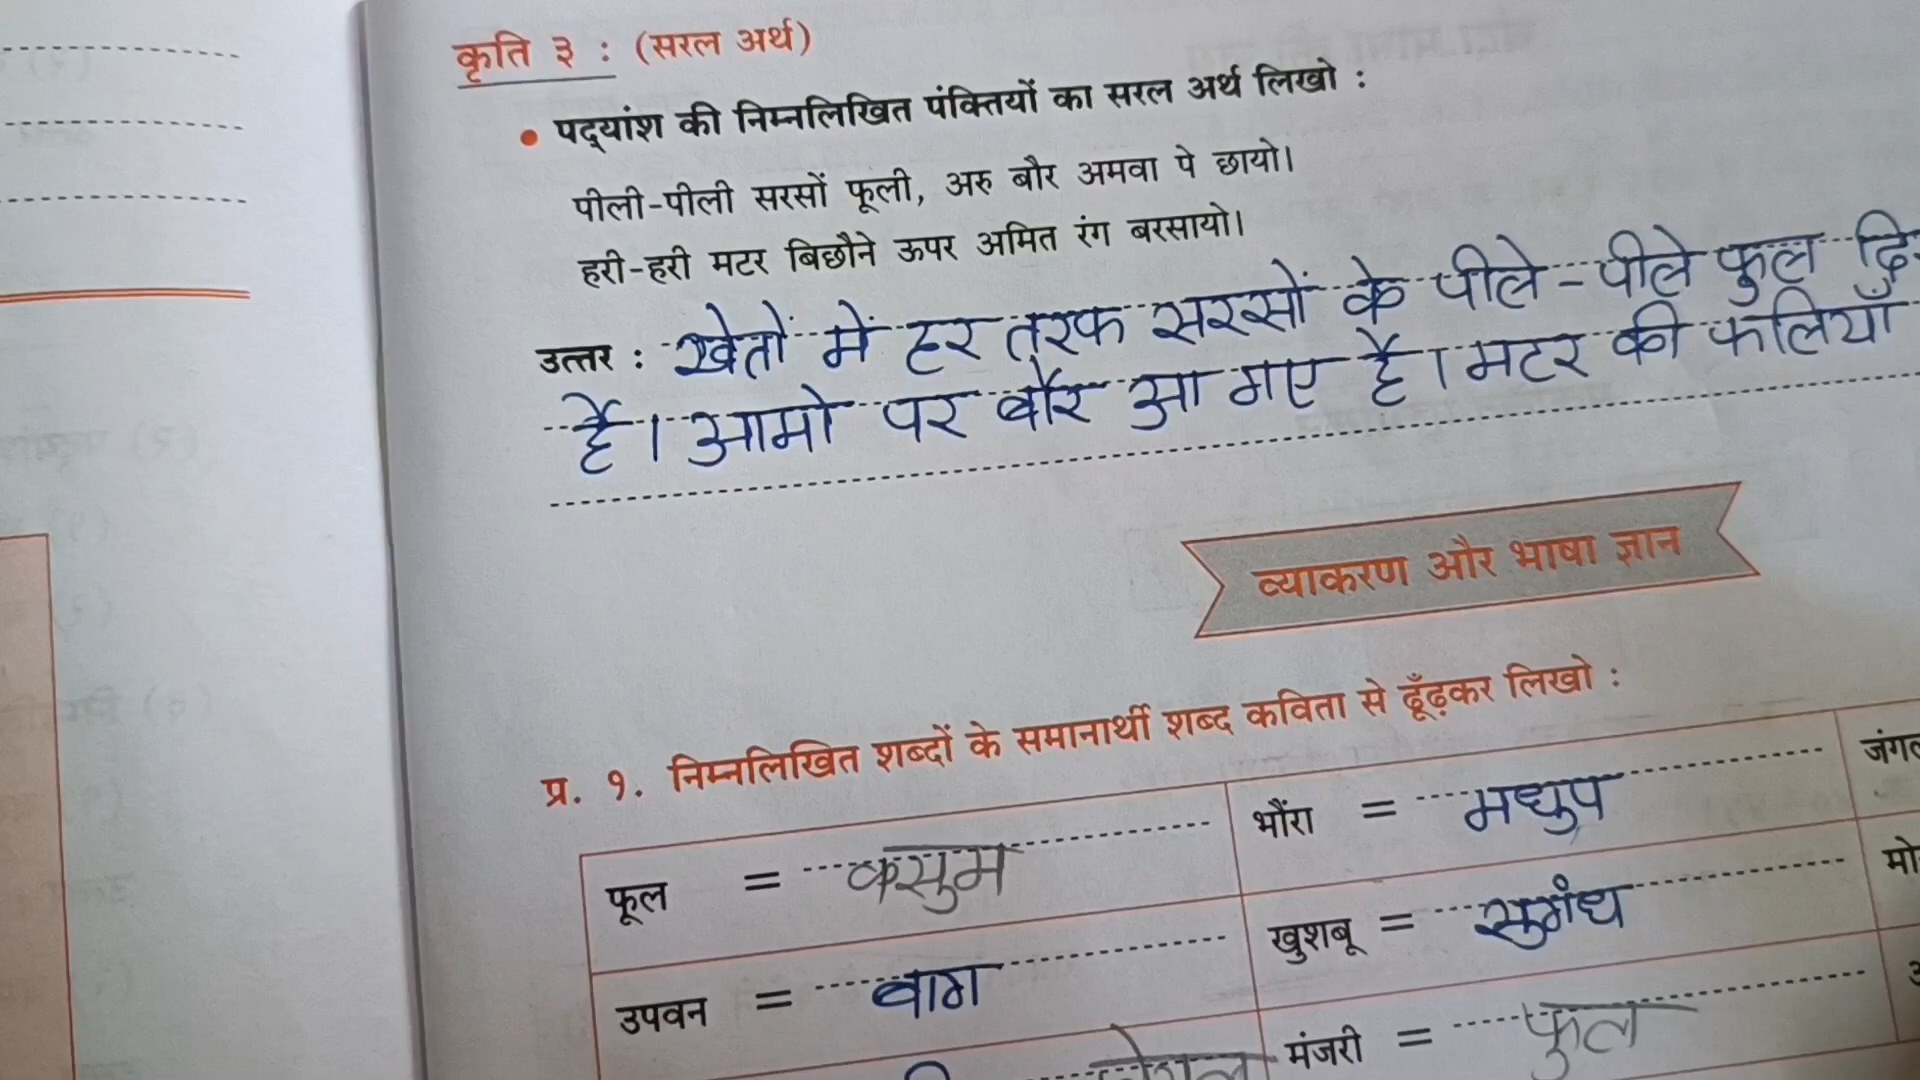 कृति ३ : (सरल अर्थ)
• पद्‌यांश की निम्नलिखित पंक्तियों का सरल अर्थ लिखो :
पीली-पीली सरसों फूली, अरु बौर अमवा पे छायो।
हरी-हरी मटर बिछौने ऊपर अमित रंग बरसायो।
उत्तर : खेतों में हर तरफ सरसों के पीले-पीले फुल
है। आमो पर बौर आ गए है। मटर की फलियाँ
व्याकरण और भाषा ज्ञान
प्र. १. निम्नलिखित शब्दों के समानार्थी शब्द कविता से ढूँढ़कर लिखो :
फूल = कसुम भौंरा = मधुप
उपवन = बाग खुशबू = सुगंध
मंजरी = फुल